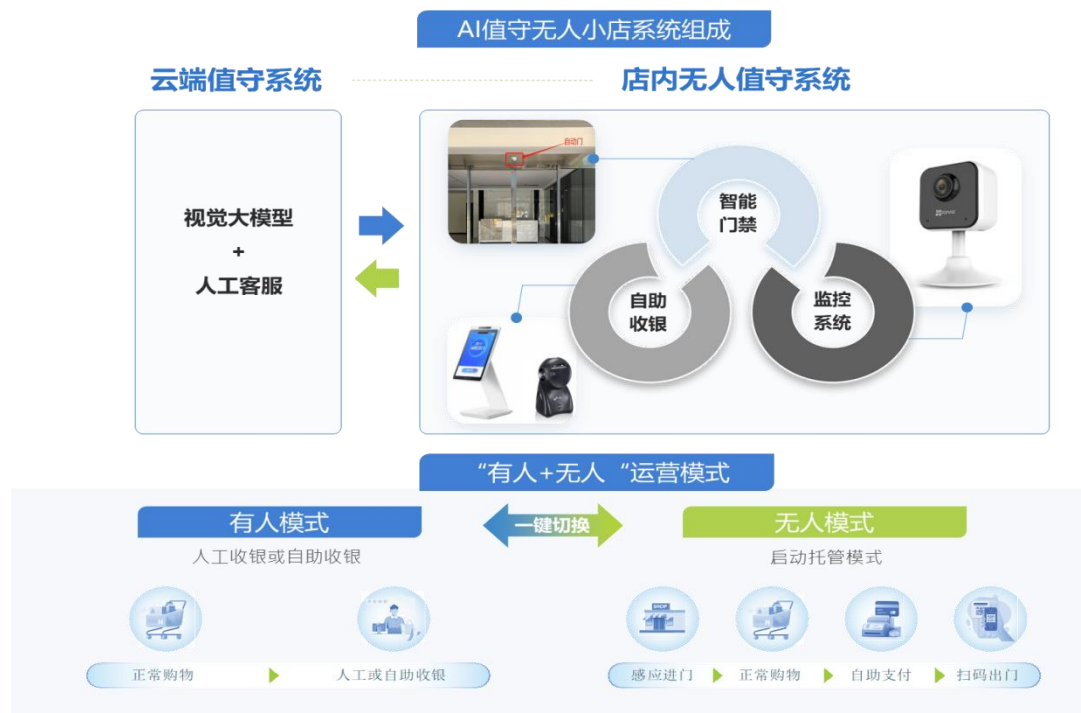 AI值守无人小店系统组成
云端值守系统
店内无人值守系统
视觉大模型
+
人工客服
自动门
智能
门禁
自助
收银
监控
系统
“有人+无人“运营模式
有人模式
一键切换
无人模式
人工收银或自助收银
启动托管模式
SHOP
正常购物
人工或自助收银
感应进门
正常购物
自助支付
扫码出门